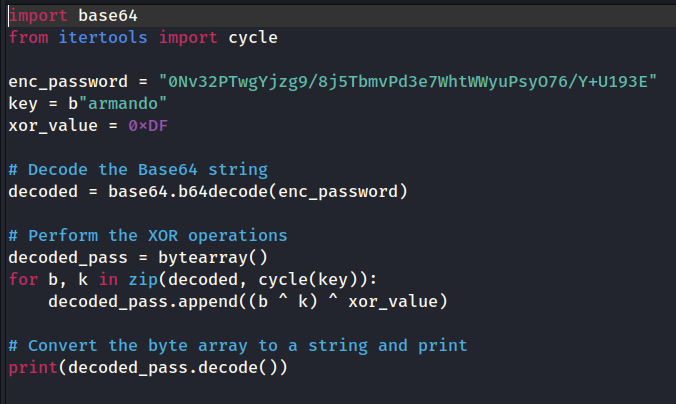 import base64
from itertools import cycle
enc_password = "0Nv32PTwgYjzg9/8j5TbmvPd3e7WhtWWyuPsyO76/Y+U193E"
key = b"armando"
xor_value = 0xDF
# Decode the Base64 string
decoded = base64.b64decode(enc_password)
# Perform the XOR operations
decoded_pass = bytearray()
for b, k in zip(decoded, cycle(key)):
    decoded_pass.append((b ^ k) ^ xor_value)
# Convert the byte array to a string and print
print(decoded_pass.decode())